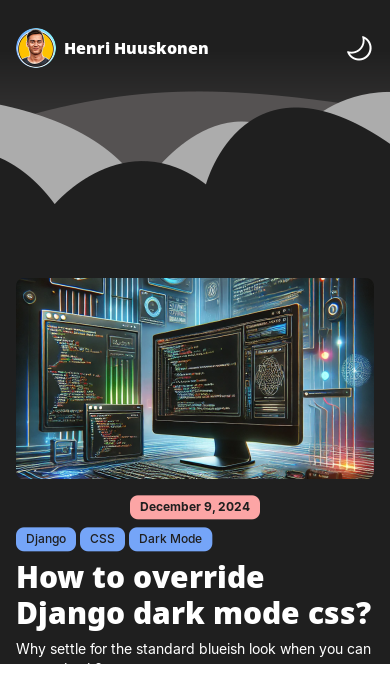 Henri Huuskonen
December 9, 2024
Django CSS Dark Mode
How to override
Django dark mode css?
Why settle for the standard blueish look when you can